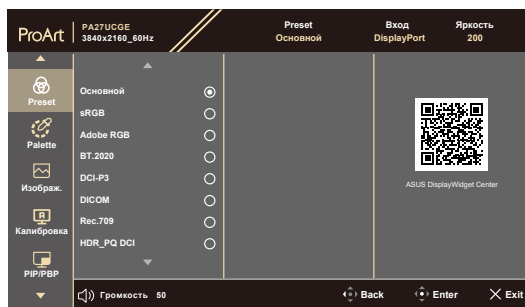 ProArt
PA27UCGE
3840x2160_60Hz
Preset
Основной
Вход
DisplayPort
Яркость
200
Preset
Palette
Изображ.
Калибровка
PIP/PBP
Основной
sRGB
Adobe RGB
BT.2020
DCI-P3
DICOM
Rec.709
HDR_PQ DCI
ASUS DisplayWidget Center
Громкость 50
Back
Enter
Exit